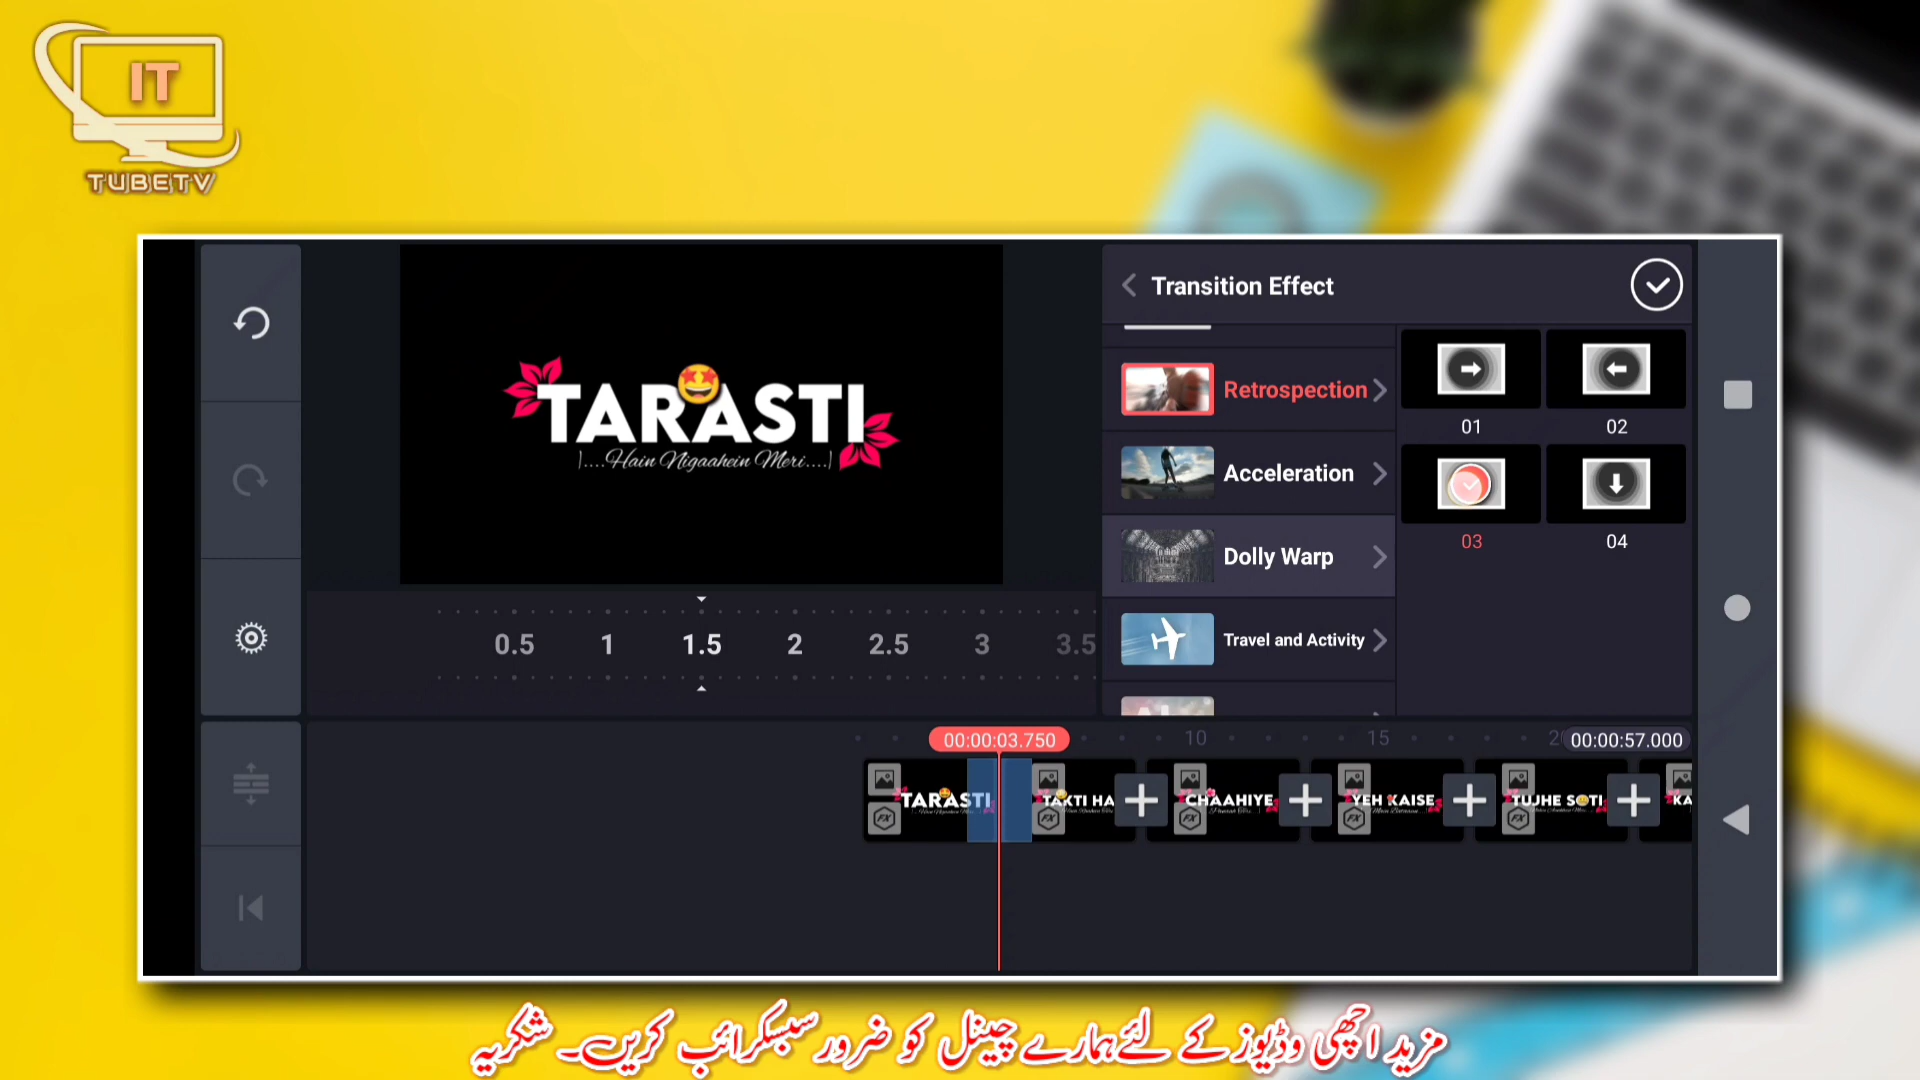 IT
TUBETV
Transition Effect
TARASTI
|....Hain Nigaahein Meri....|
Retrospection
Acceleration
Dolly Warp
Travel and Activity
01
02
03
04
0.5 1 1.5 2 2.5 3 3.5
00:00:03.750 10 15 00:00:57.000
TARASTI TAKTI HA CHAAHIYE YEH KAISE TUJHE SOTI KA
مزید اچھی وڈیوز کے لئے ہمارے چینل کو ضرور سبسکرائب کریں۔ شکریہ